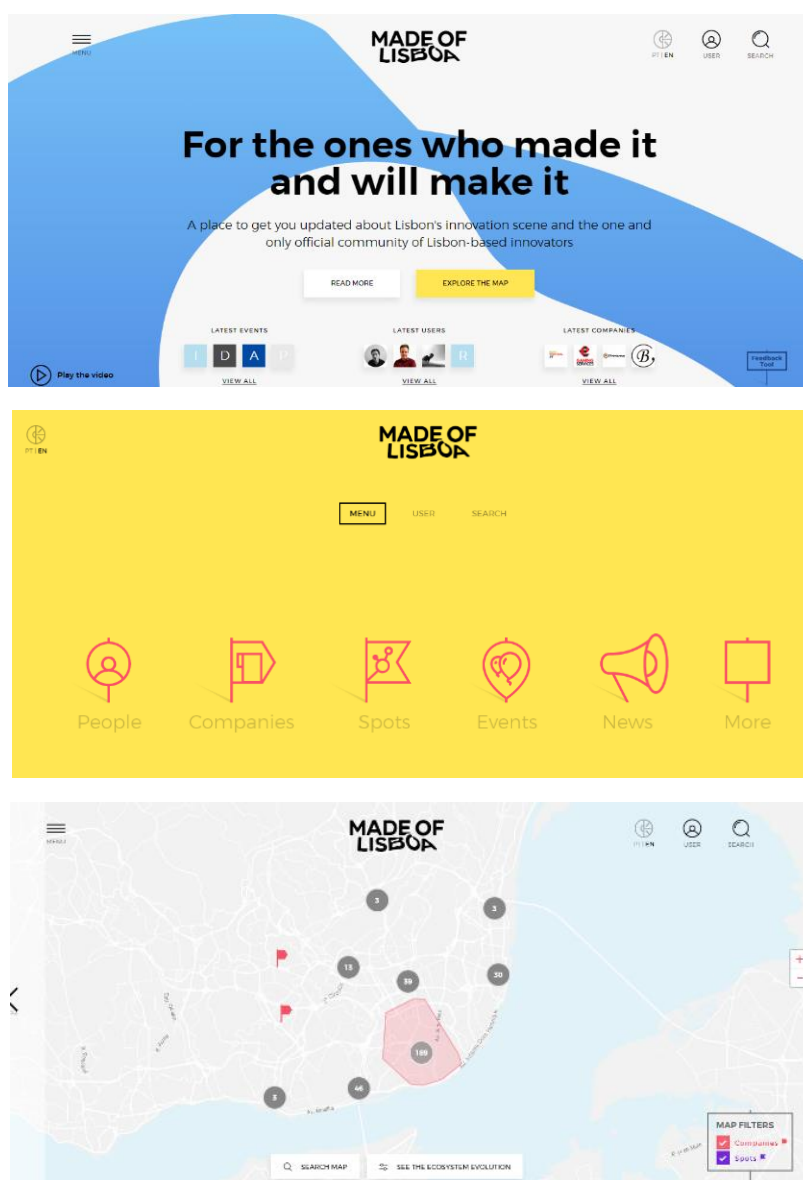 MENU
MADE OF
LISBOA
PT | EN
USER
SEARCH
For the ones who made it
and will make it
A place to get you updated about Lisbon's innovation scene and the one and
only official community of Lisbon-based innovators
READ MORE
EXPLORE THE MAP
LATEST EVENTS
LATEST USERS
LATEST COMPANIES
I D A P
R
B,
VIEW ALL
VIEW ALL
VIEW ALL
Play the video
Feedback
Tool
PT | EN
MADE OF
LISBOA
MENU
USER
SEARCH
People
Companies
Spots
Events
News
More
MENU
MADE OF
LISBOA
PT | EN
USER
SEARCH
3
3
13
59
50
189
46
3
SEARCH MAP
SEE THE ECOSYSTEM EVOLUTION
MAP FILTERS
Companies
Spots